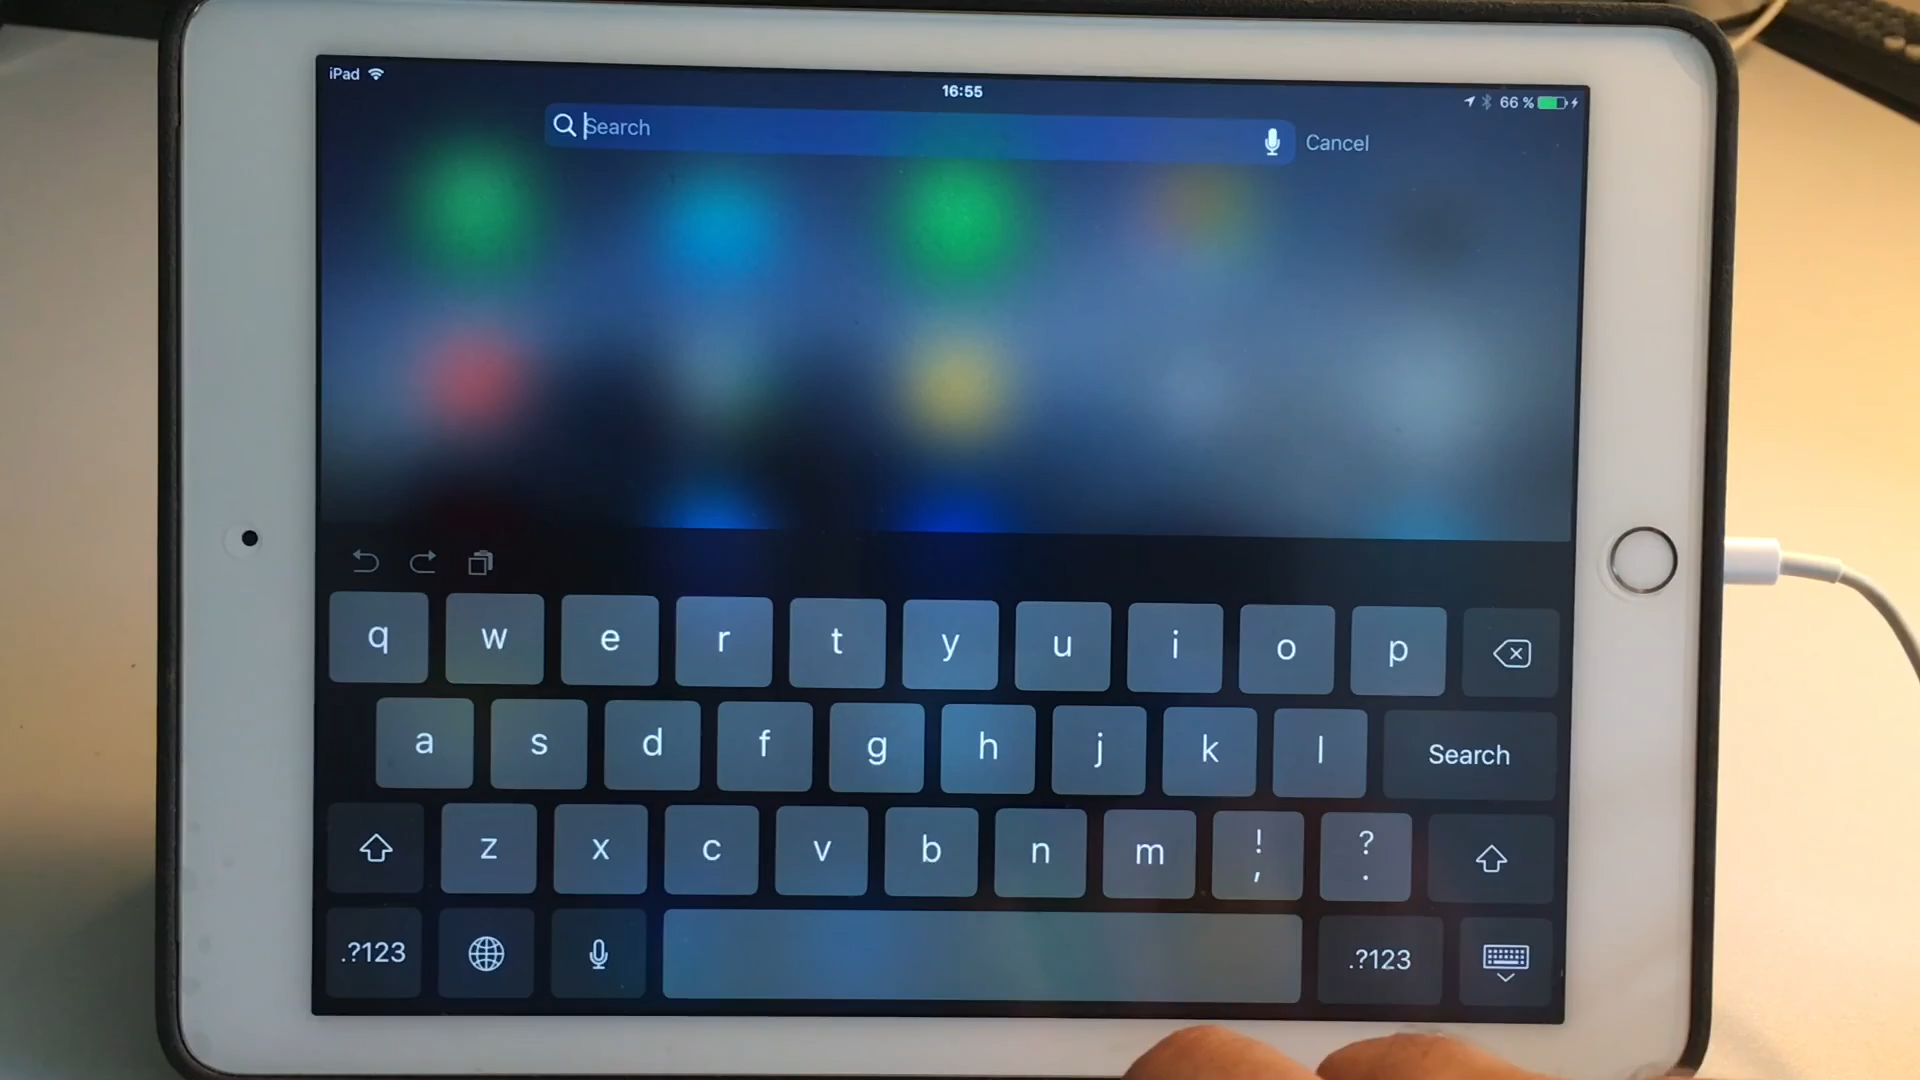 iPad
16:55
66 %
Search
Cancel
q w e r t y u i o p
a s d f g h j k l Search
z x c v b n m ! , ? .
.?123 .?123